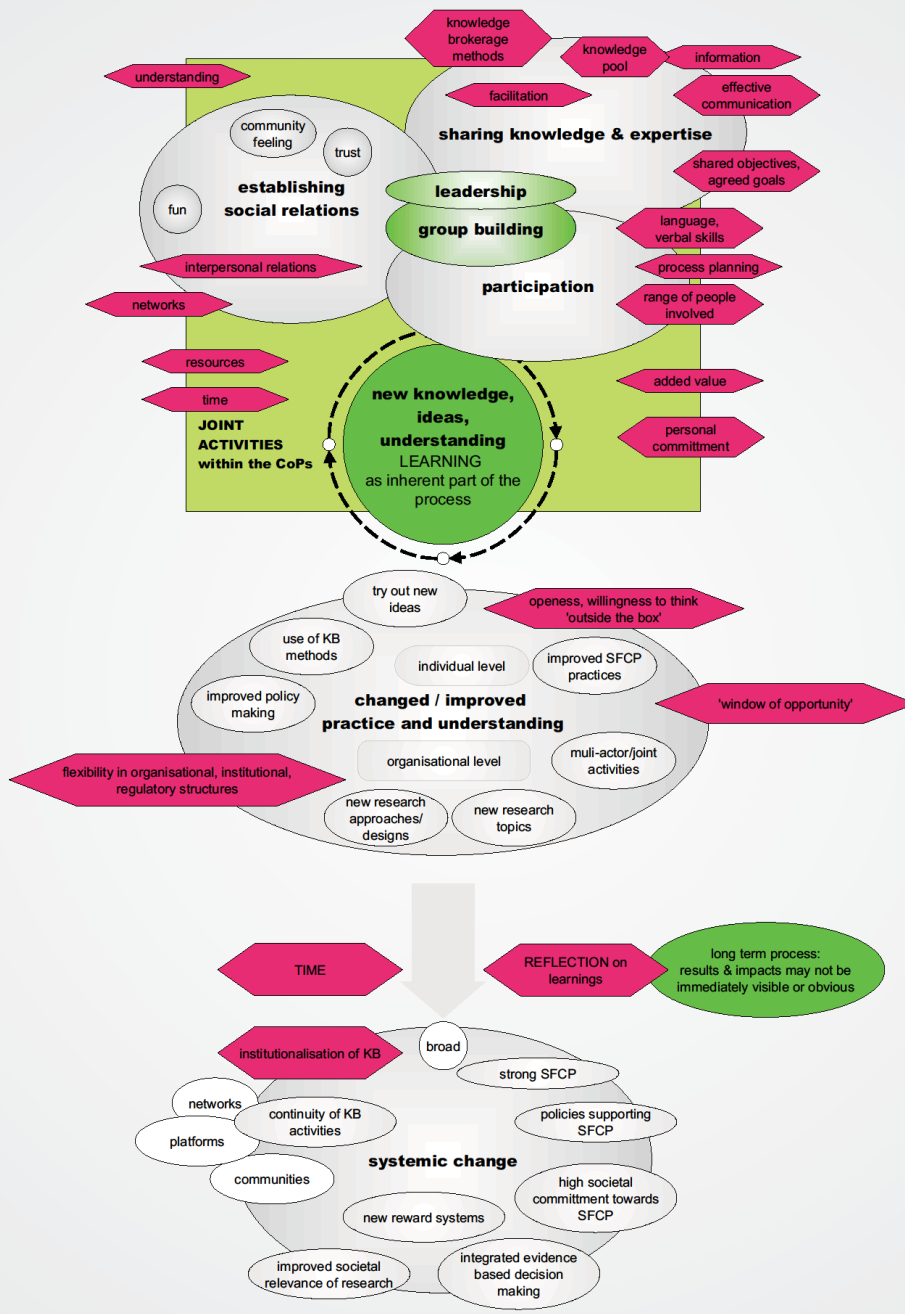 knowledge
brokerage
methods
knowledge
pool
information
understanding
facilitation
effective
communication
community
feeling
trust
sharing knowledge & expertise
establishing
social relations
fun
leadership
shared objectives,
agreed goals
group building
language,
verbal skills
interpersonal relations
participation
process planning
networks
range of people
involved
resources
time
added value
personal
committment
JOINT
ACTIVITIES
within the CoPs
new knowledge,
ideas,
understanding
LEARNING
as inherent part of the
process
try out new
ideas
openess, willingness to think
'outside the box'
use of KB
methods
individual level
improved SFCP
practices
improved policy
making
changed / improved
practice and understanding
'window of opportunity'
organisational level
muli-actor/joint
activities
flexibility in organisational, institutional,
regulatory structures
new research
approaches/
designs
new research
topics
TIME
REFLECTION on
learnings
long term process:
results & impacts may not be
immediately visible or obvious
institutionalisation of KB
broad
strong SFCP
networks
continuity of KB
activities
policies supporting
SFCP
platforms
communities
systemic change
high societal
committment towards
SFCP
new reward systems
improved societal
relevance of research
integrated evidence
based decision
making